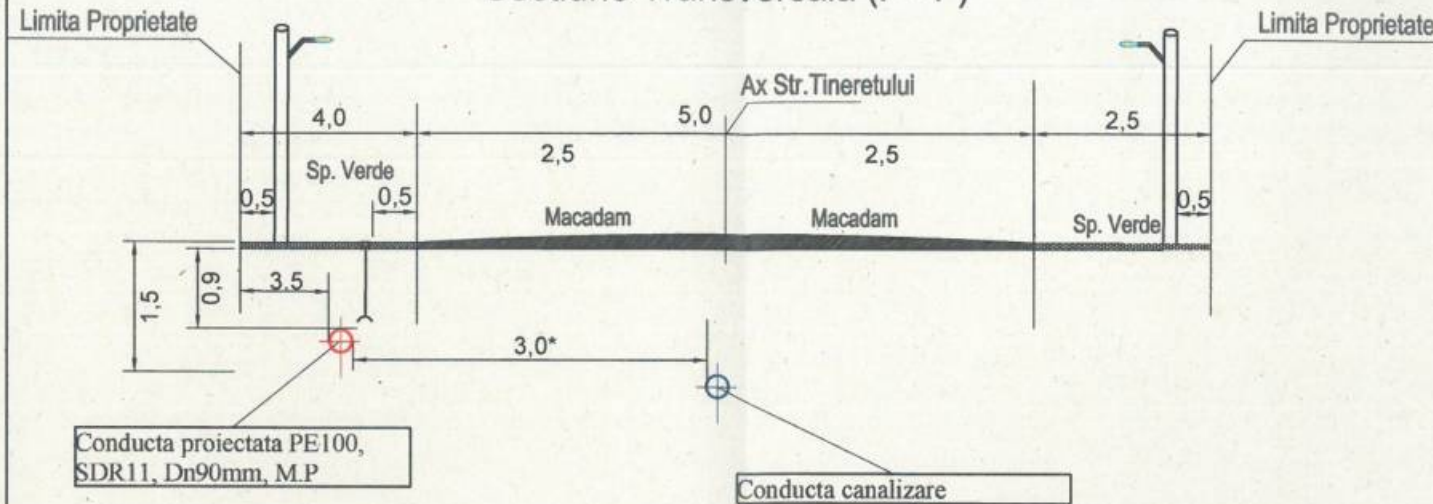 Limita Proprietate
Limita Proprietate
Ax Str.Tineretului
4,0
5,0
2,5
2,5
2,5
Sp. Verde
0,5
0,5
0,5
Macadam
Macadam
Sp. Verde
3.5
0,9
1,5
3,0*
Conducta proiectata PE100,
SDR11, Dn90mm, M.P
Conducta canalizare